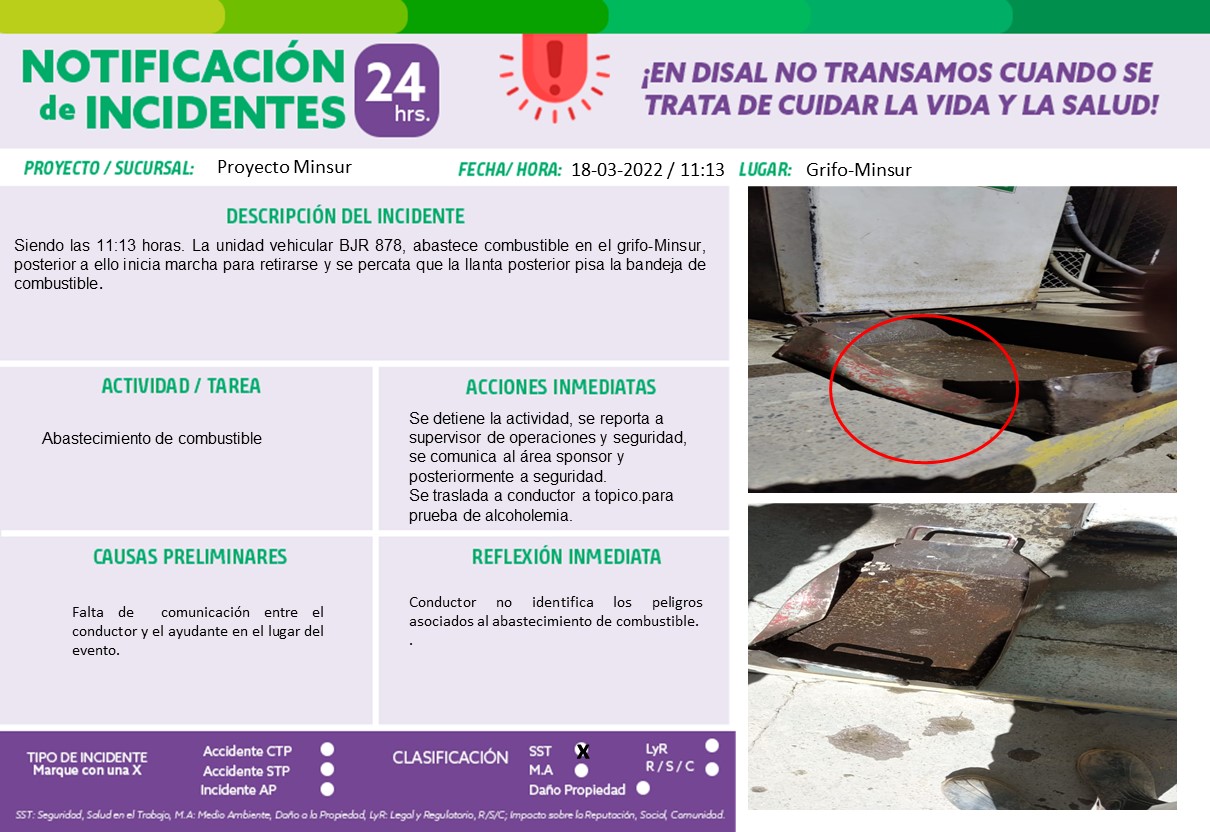 NOTIFICACIÓN
de INCIDENTES
24
hrs.
¡EN DISAL NO TRANSAMOS CUANDO SE
TRATA DE CUIDAR LA VIDA Y LA SALUD!
PROYECTO / SUCURSAL: Proyecto Minsur FECHA/ HORA: 18-03-2022 / 11:13 LUGAR: Grifo-Minsur
DESCRIPCIÓN DEL INCIDENTE
Siendo las 11:13 horas. La unidad vehicular BJR 878, abastece combustible en el grifo-Minsur,
posterior a ello inicia marcha para retirarse y se percata que la llanta posterior pisa la bandeja de
combustible.
ACTIVIDAD / TAREA
Abastecimiento de combustible
ACCIONES INMEDIATAS
Se detiene la actividad, se reporta a
supervisor de operaciones y seguridad,
se comunica al área sponsor y
posteriormente a seguridad.
Se traslada a conductor a topico.para
prueba de alcoholemia.
CAUSAS PRELIMINARES
Falta de comunicación entre el
conductor y el ayudante en el lugar del
evento.
REFLEXIÓN INMEDIATA
Conductor no identifica los peligros
asociados al abastecimiento de combustible.
.
TIPO DE INCIDENTE
Marque con una X
Accidente CTP
Accidente STP
Incidente AP
CLASIFICACIÓN
SST X
M.A
Daño Propiedad
LyR
R / S / C
SST: Seguridad, Salud en el Trabajo, M.A: Medio Ambiente, Daño a la Propiedad, LyR: Legal y Regulatorio, R/S/C; Impacto sobre la Reputación, Social, Comunidad.